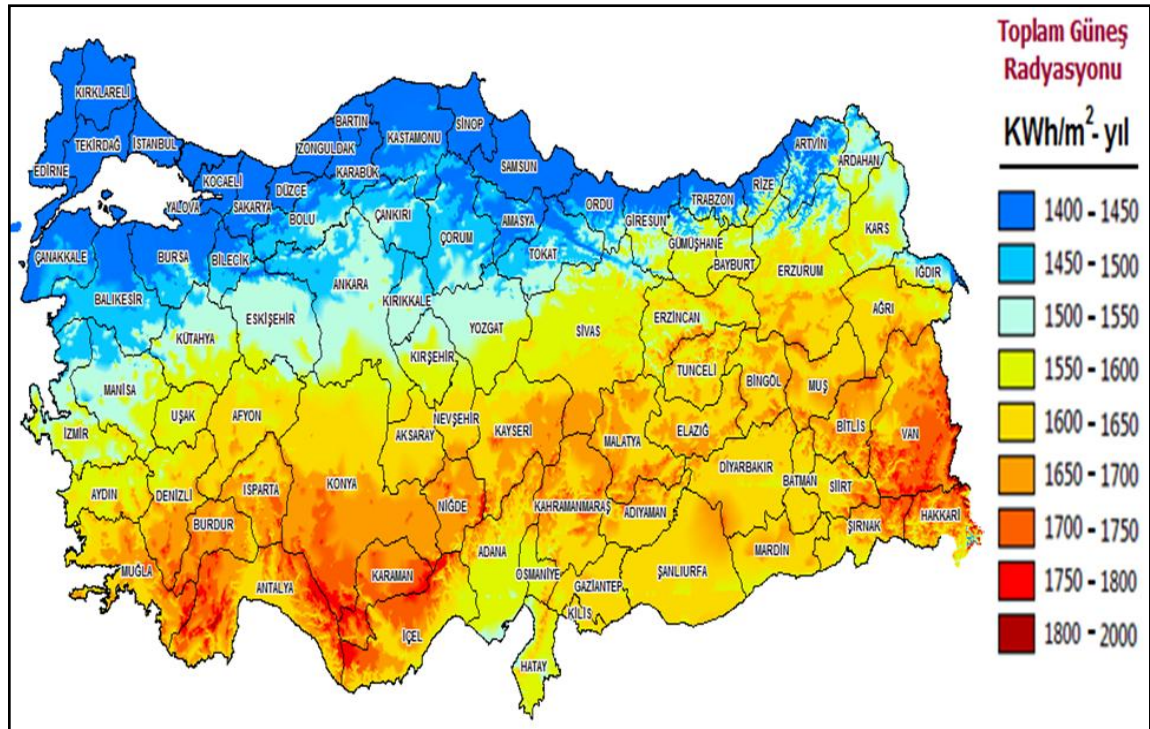 Toplam Güneş
Radyasyonu
KWh/m²- yıl
1400 - 1450
1450 - 1500
1500 - 1550
1550 - 1600
1600 - 1650
1650 - 1700
1700 - 1750
1750 - 1800
1800 - 2000
KIRKLARELİ
TEKİRDAĞ
İSTANBUL
EDİRNE
KOCAELİ
YALOVA
SAKARYA
DÜZCE
ZONGULDAK
BARTIN
KARABÜK
KASTAMONU
SİNOP
SAMSUN
BOLU
ÇANKIRI
ÇORUM
AMASYA
TOKAT
ORDU
GİRESUN
TRABZON
RİZE
ARTVİN
ARDAHAN
KARS
GÜMÜŞHANE
BAYBURT
ERZURUM
IĞDIR
AĞRI
ÇANAKKALE
BURSA
BİLECİK
BALIKESİR
KÜTAHYA
ESKİŞEHİR
ANKARA
KIRIKKALE
YOZGAT
KIRŞEHİR
SİVAS
ERZİNCAN
TUNCELİ
BİNGÖL
MUŞ
BİTLİS
VAN
MANİSA
İZMİR
UŞAK
AFYON
AKSARAY
NEVŞEHİR
KAYSERİ
MALATYA
ELAZIĞ
DİYARBAKIR
BATMAN
SİİRT
ŞIRNAK
HAKKARİ
AYDIN
DENİZLİ
ISPARTA
BURDUR
KONYA
NİĞDE
KAHRAMANMARAŞ
ADIYAMAN
MARDİN
ŞANLIURFA
MUĞLA
ANTALYA
KARAMAN
İÇEL
ADANA
OSMANİYE
GAZİANTEP
KİLİS
HATAY